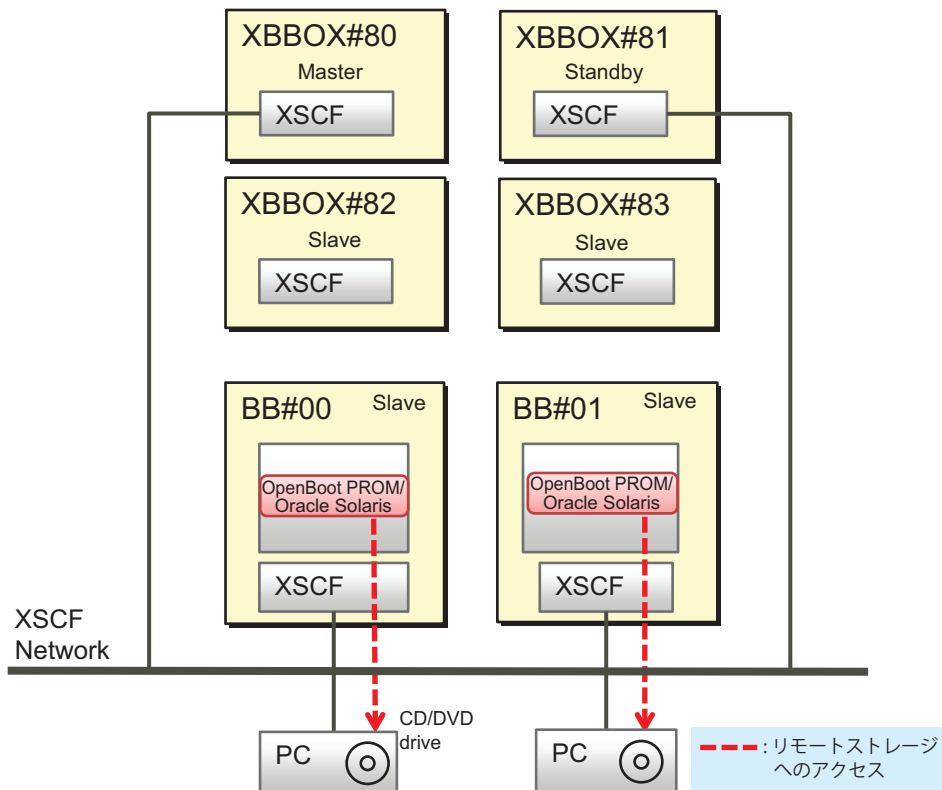 XBBOX#80
Master
XSCF
XBBOX#81
Standby
XSCF
XBBOX#82
Slave
XSCF
XBBOX#83
Slave
XSCF
BB#00
Slave
OpenBoot PROM/
Oracle Solaris
XSCF
BB#01
Slave
OpenBoot PROM/
Oracle Solaris
XSCF
XSCF
Network
PC
CD/DVD
drive
PC
: リモートストレージ
へのアクセス